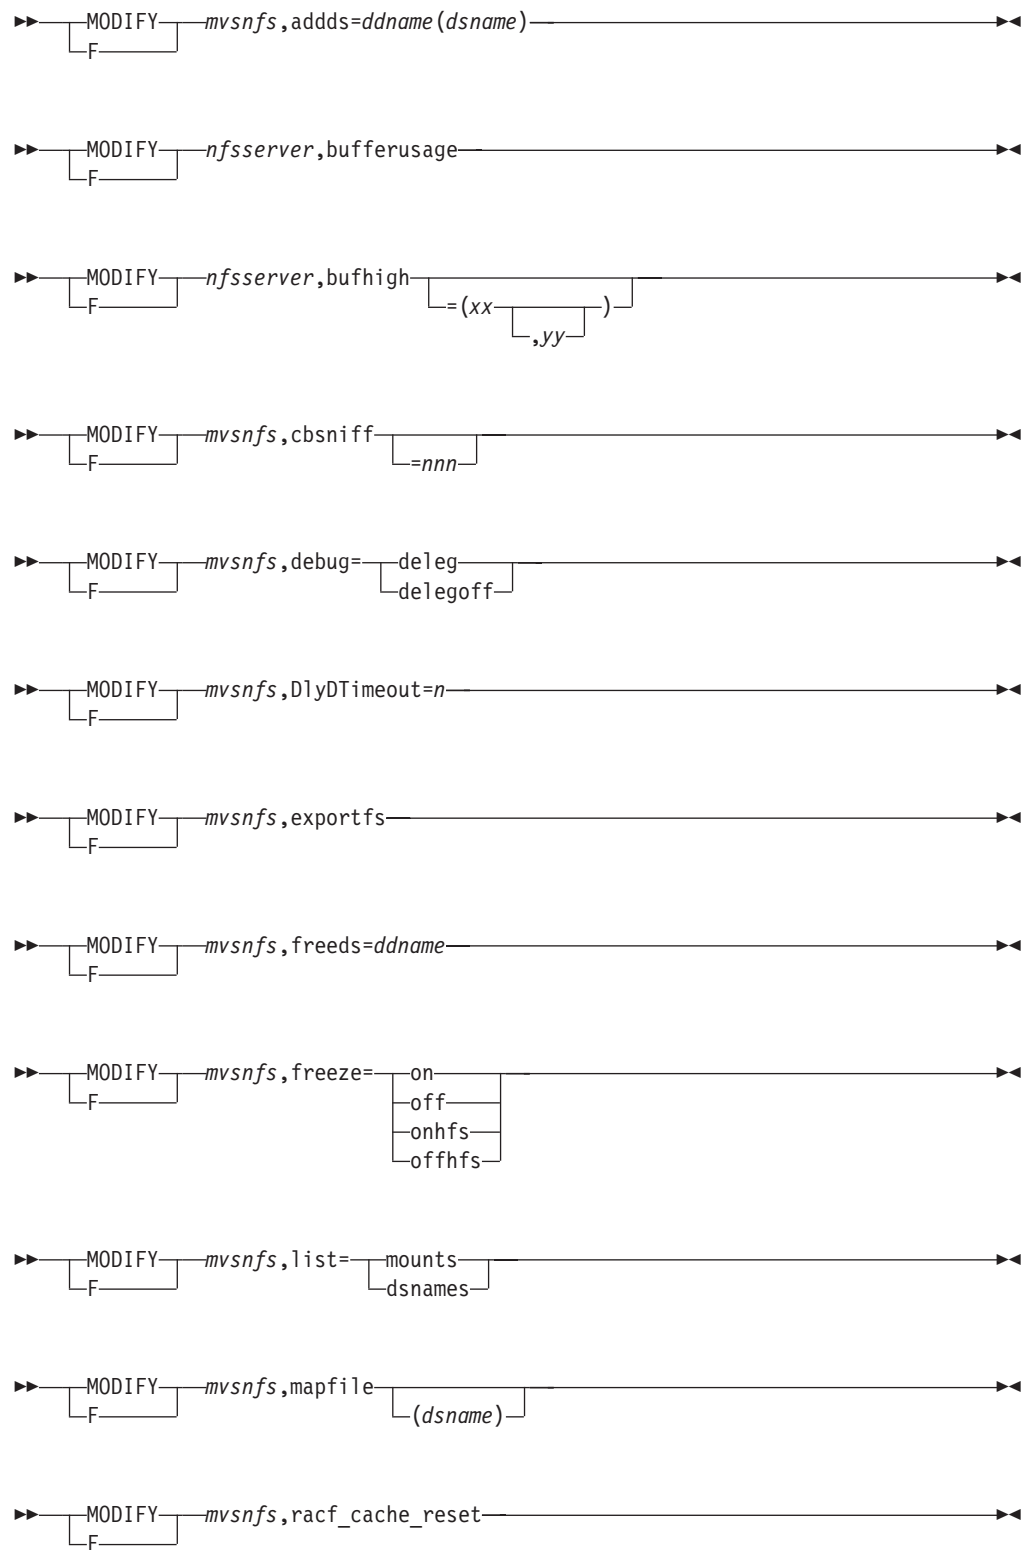 MODIFY mvsnfs,addds=ddname(dsname)
F
MODIFY nfsserver,bufferusage
F
MODIFY nfsserver,bufhigh
F =(xx )
,yy
MODIFY mvsnfs,cbsniff
F =nnn
MODIFY mvsnfs,debug= deleg
F delegoff
MODIFY mvsnfs,DlyDTimeout=n
F
MODIFY mvsnfs,exportfs
F
MODIFY mvsnfs,freeds=ddname
F
MODIFY mvsnfs,freeze= on
F off
onhfs
offhfs
MODIFY mvsnfs,list= mounts
F dsnames
MODIFY mvsnfs,mapfile
F (dsname)
MODIFY mvsnfs,racf_cache_reset
F